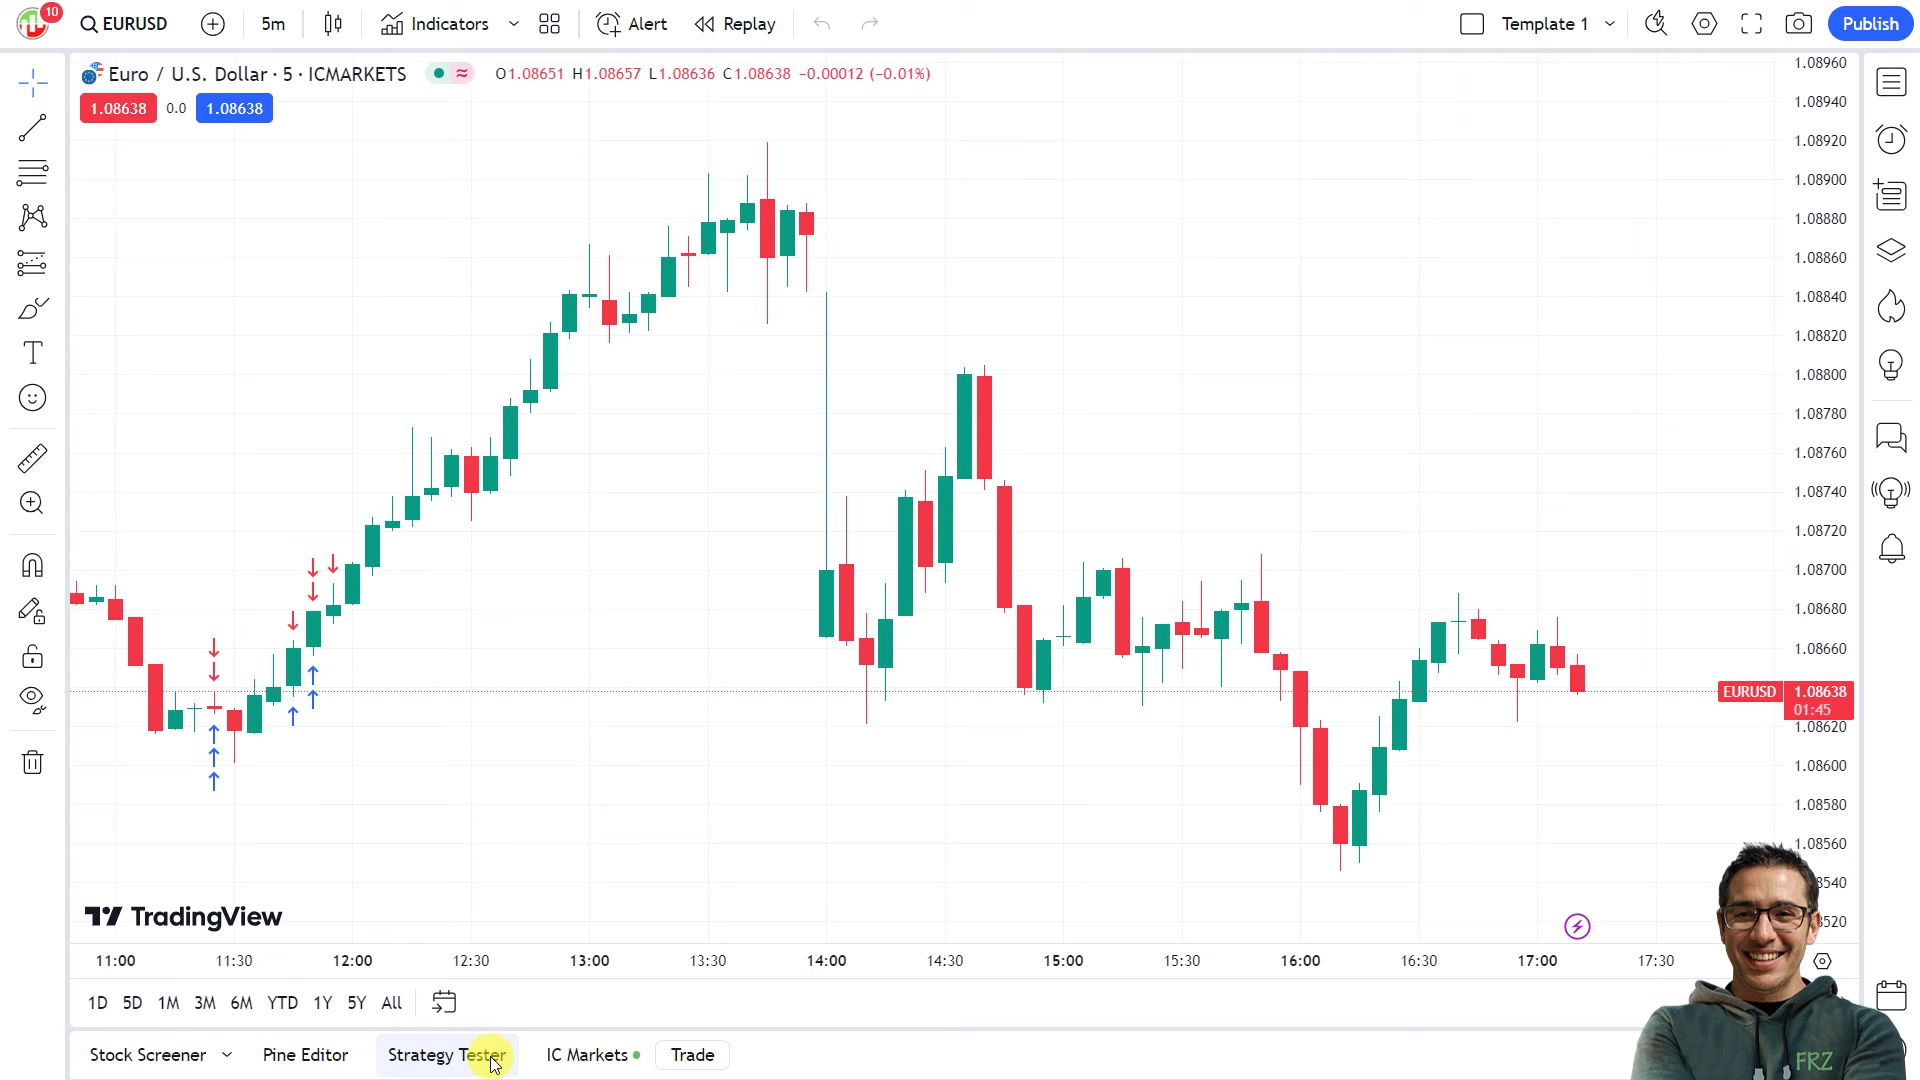 10
EURUSD
5m
Indicators
Alert
Replay
Template 1
Publish
Euro / U.S. Dollar · 5 · ICMARKETS
≈
O1.08651 H1.08657 L1.08636 C1.08638 −0.00012 (−0.01%)
1.08638
0.0
1.08638
1.08960
1.08940
1.08920
1.08900
1.08880
1.08860
1.08840
1.08820
1.08800
1.08780
1.08760
1.08740
1.08720
1.08700
1.08680
1.08660
EURUSD
1.08638
01:45
1.08620
1.08600
1.08580
1.08560
8540
520
TradingView
11:00
11:30
12:00
12:30
13:00
13:30
14:00
14:30
15:00
15:30
16:00
16:30
17:00
17:30
1D
5D
1M
3M
6M
YTD
1Y
5Y
All
Stock Screener
Pine Editor
Strategy Tester
IC Markets
Trade
FRZ